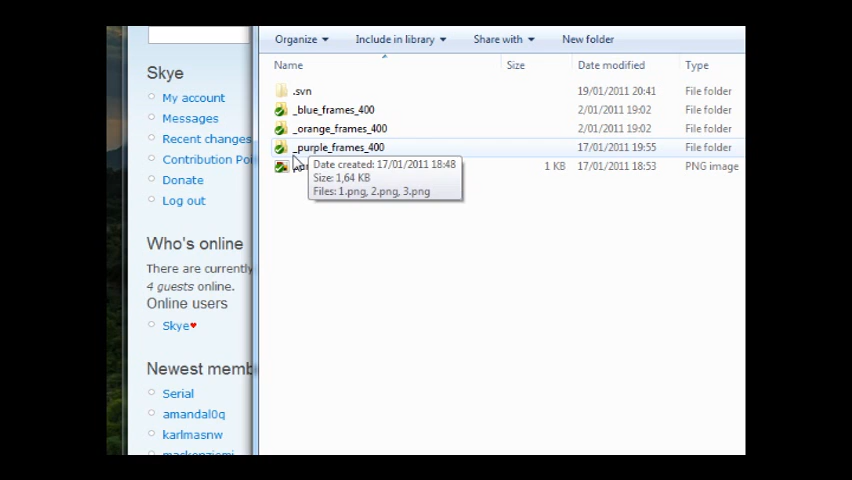 Skye
My account
Messages
Recent changes
Contribution
Donate
Log out
Who's online
There are currently
4 guests online.
Online users
Skye
Newest
Serial
amandal0q
karlmasnw
Organize
Include in library
Share with
New folder
Name
Size
Date modified
Type
.svn
19/01/2011 20:41
File folder
_blue_frames_400
2/01/2011 19:02
File folder
_orange_frames_400
2/01/2011 19:02
File folder
_purple_frames_400
17/01/2011 19:55
File folder
1 KB
17/01/2011 18:53
PNG image
Date created: 17/01/2011 18:48
Size: 1,64 KB
Files: 1.png, 2.png, 3.png